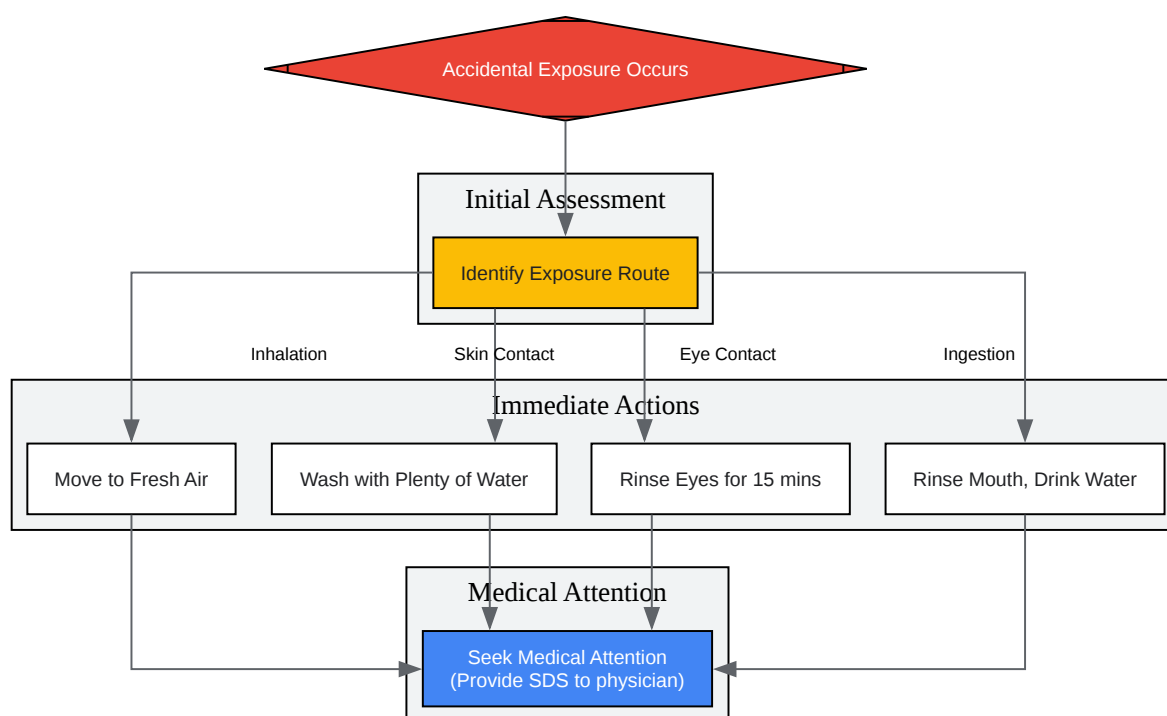 Accidental Exposure Occurs
Initial Assessment
Identify Exposure Route
Inhalation
Skin Contact
Eye Contact
Ingestion
Immediate Actions
Move to Fresh Air
Wash with Plenty of Water
Rinse Eyes for 15 mins
Rinse Mouth, Drink Water
Medical Attention
Seek Medical Attention
(Provide SDS to physician)